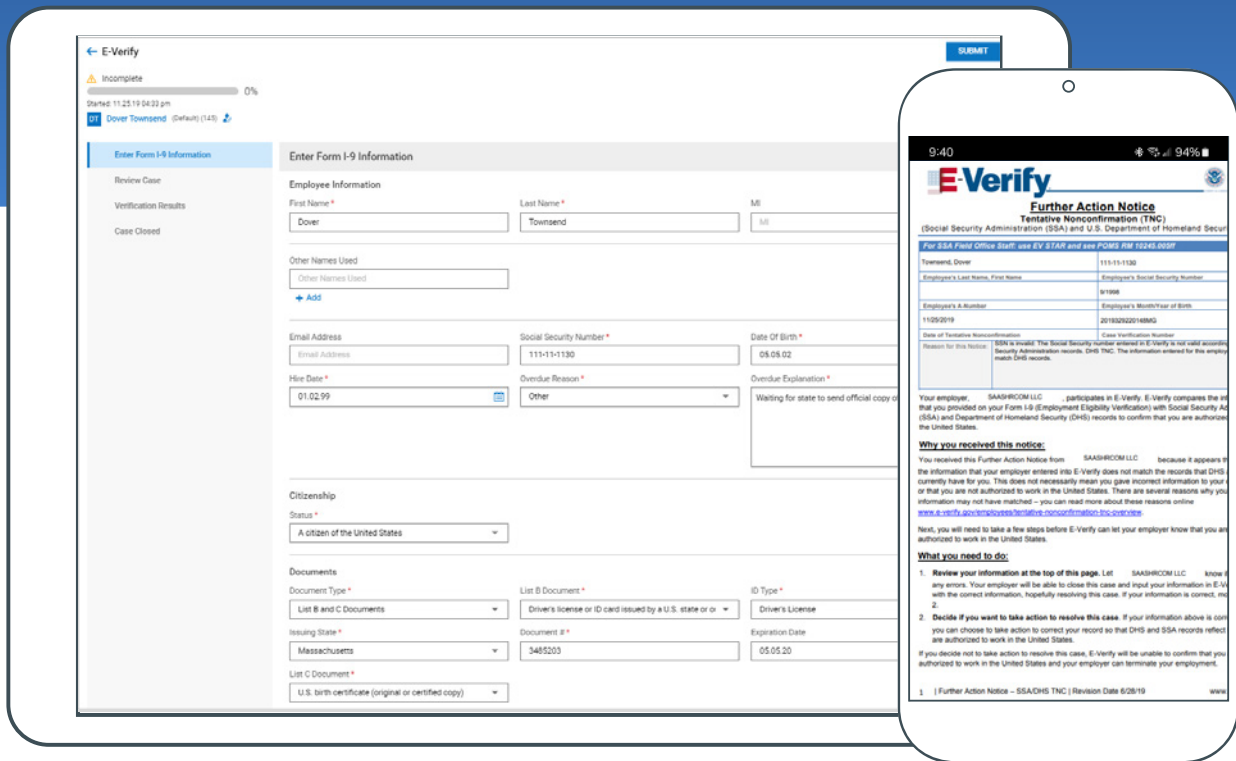 ← E-Verify
SUBMIT
Incomplete
0%
Started: 11.25.19 04:33 pm
DT Dover Townsend (Default) (143)
Enter Form I-9 Information
Review Case
Verification Results
Case Closed
Enter Form I-9 Information
Employee Information
First Name * Last Name * MI
Dover Townsend MI
Other Names Used
Other Names Used
+ Add
Email Address Social Security Number * Date Of Birth *
Email Address 111-11-1130 05.05.02
Hire Date * Overdue Reason * Overdue Explanation *
01.02.99 Other Waiting for state to send official copy of
Citizenship
Status *
A citizen of the United States
Documents
Document Type * List B Document * ID Type *
List B and C Documents Driver's license or ID card issued by a U.S. state or Driver's License
Issuing State * Document # * Expiration Date
Massachusetts 3485203 05.05.20
List C Document *
U.S. birth certificate (original or certified copy)
9:40 94%
E-Verify
Further Action Notice
Tentative Nonconfirmation (TNC)
(Social Security Administration (SSA) and U.S. Department of Homeland Secur
For SSA Field Office Staff: use EV STAR and see POMS RM 10245.005ff
Townsend, Dover 111-11-1130
Employee's Last Name, First Name Employee's Social Security Number
5/1998
Employee's A-Number Employee's Month/Year of Birth
11/25/2019 2019329220148MG
Date of Tentative Nonconfirmation Case Verification Number
Reason for this Notice: SSN is invalid: The Social Security number entered in E-Verify is not valid according
Security Administration records. DHS TNC. The information entered for this employ
match DHS records.
Your employer, SAASHRCOM LLC , participates in E-Verify. E-Verify compares the inf
that you provided on your Form I-9 (Employment Eligibility Verification) with Social Security Ad
(SSA) and Department of Homeland Security (DHS) records to confirm that you are authorized
the United States.
Why you received this notice:
You received this Further Action Notice from SAASHRCOM LLC because it appears th
the information that your employer entered into E-Verify does not match the records that DHS
currently have for you. This does not necessarily mean you gave incorrect information to your
or that you are not authorized to work in the United States. There are several reasons why you
information may not have matched – you can read more about these reasons online
www.e-verify.gov/employees/tentative-nonconfirmation-tnc-overview.
Next, you will need to take a few steps before E-Verify can let your employer know that you are
authorized to work in the United States.
What you need to do:
1. Review your information at the top of this page. Let SAASHRCOM LLC know
any errors. Your employer will be able to close this case and input your information in E-V
with the correct information, hopefully resolving this case. If your information is correct, mo
2.
2. Decide if you want to take action to resolve this case. If your information above is corr
you can choose to take action to correct your record so that DHS and SSA records reflect
are authorized to work in the United States.
If you decide not to take action to resolve this case, E-Verify will be unable to confirm that you
authorized to work in the United States and your employer can terminate your employment.
1 | Further Action Notice – SSA/DHS TNC | Revision Date 6/28/19 www.